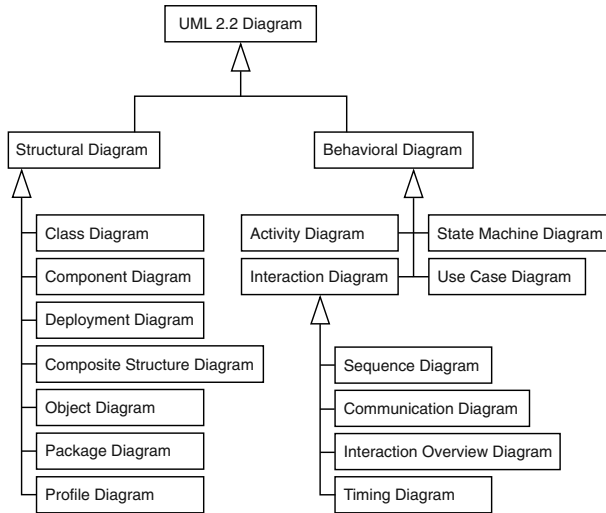 UML 2.2 Diagram
Structural Diagram
Behavioral Diagram
Class Diagram
Component Diagram
Deployment Diagram
Composite Structure Diagram
Object Diagram
Package Diagram
Profile Diagram
Activity Diagram
State Machine Diagram
Interaction Diagram
Use Case Diagram
Sequence Diagram
Communication Diagram
Interaction Overview Diagram
Timing Diagram